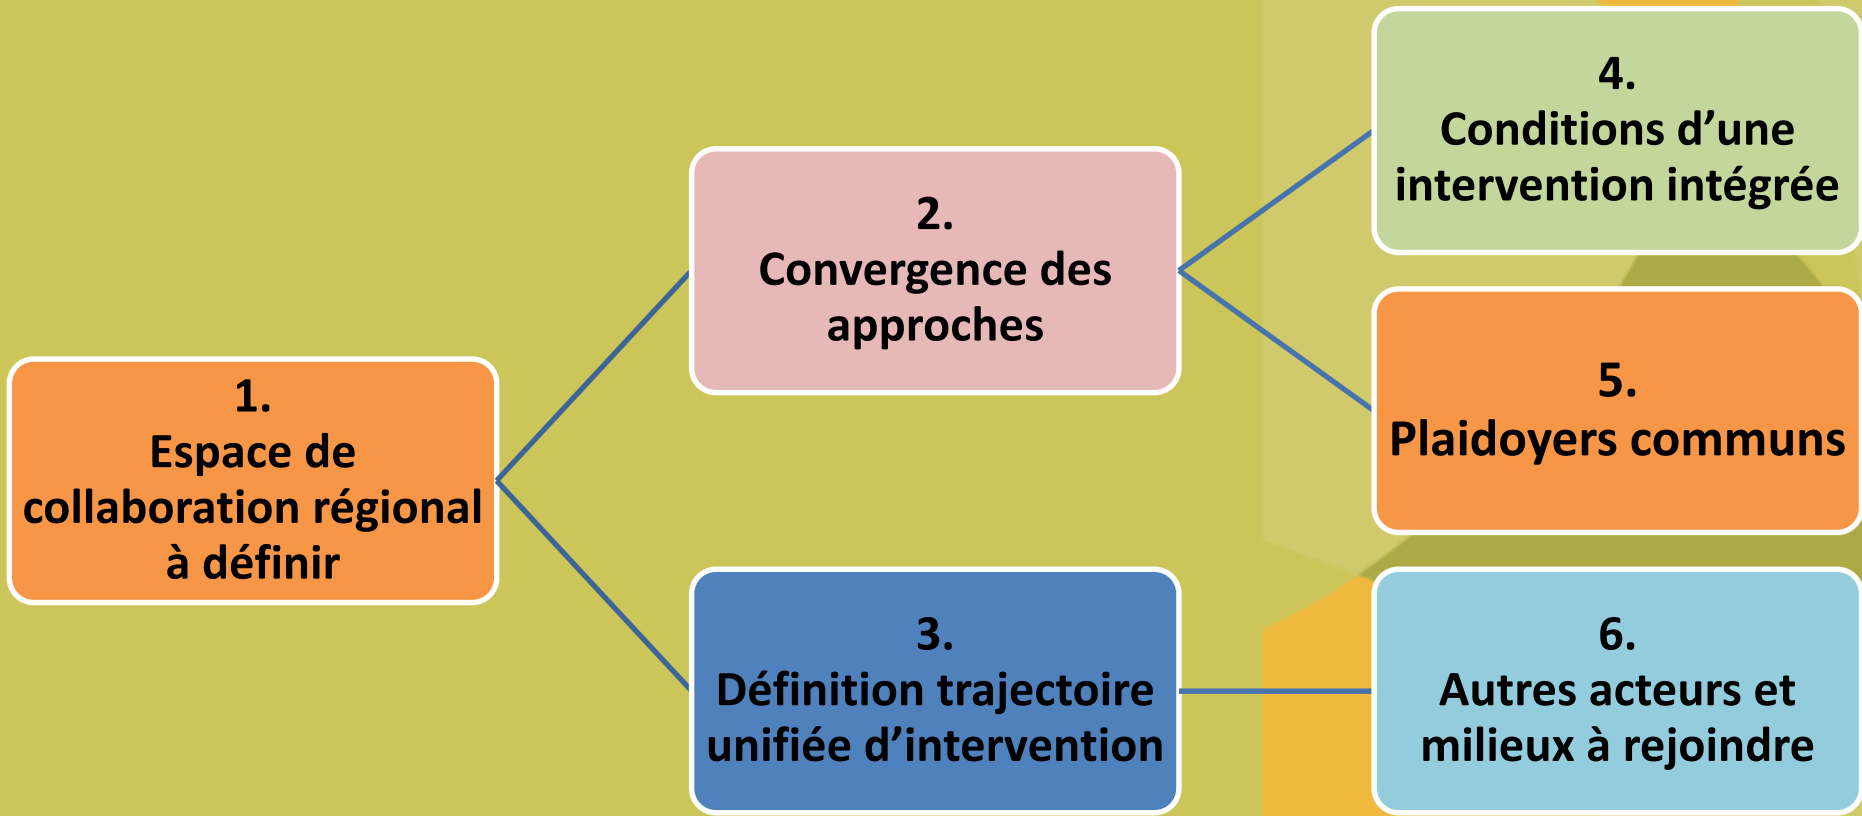 1.
Espace de
collaboration régional
à définir
2.
Convergence des
approches
3.
Définition trajectoire
unifiée d’intervention
4.
Conditions d’une
intervention intégrée
5.
Plaidoyers communs
6.
Autres acteurs et
milieux à rejoindre